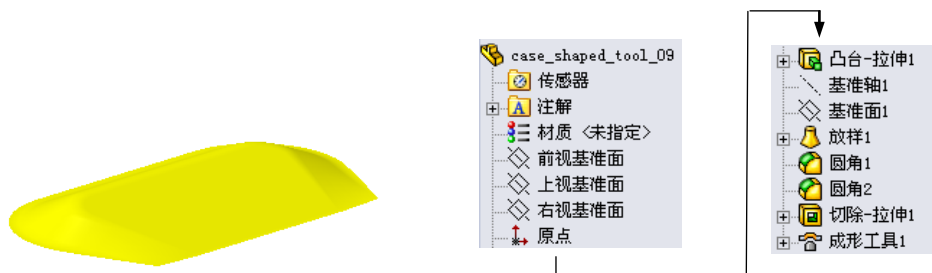 case_shaped_tool_09
传感器
A 注解
材质 <未指定>
前视基准面
上视基准面
右视基准面
原点
凸台-拉伸1
基准轴1
基准面1
放样1
圆角1
圆角2
切除-拉伸1
成形工具1